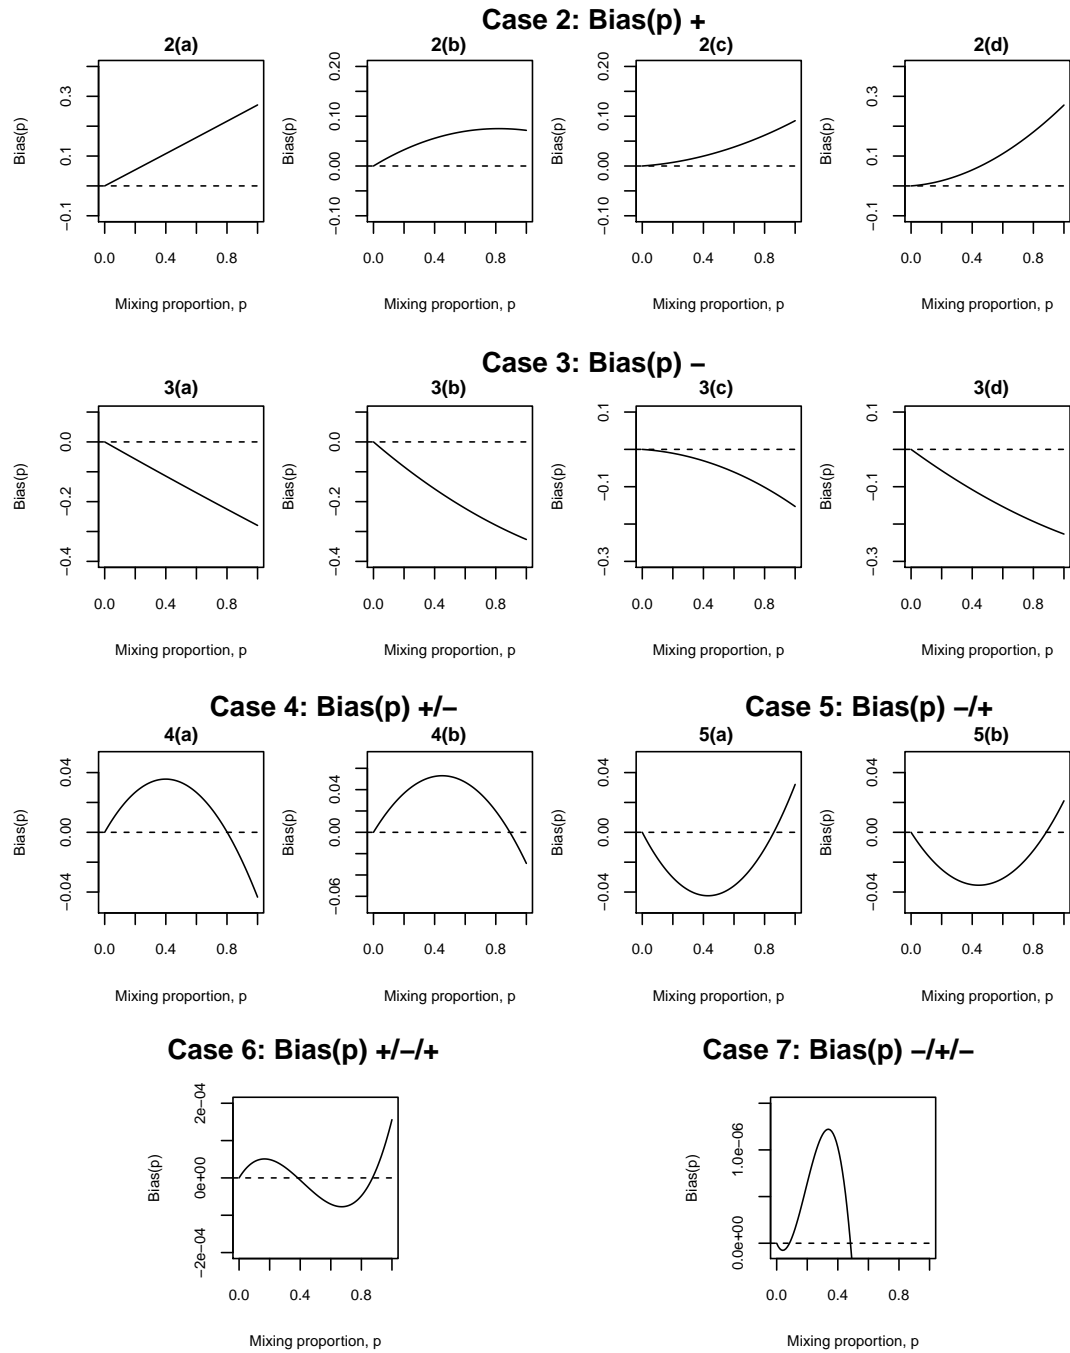 Case 2: Bias(p) +
2(a) 2(b) 2(c) 2(d)
Bias(p) Bias(p) Bias(p) Bias(p)
−0.1 0.1 0.3
−0.10 0.00 0.10 0.20
−0.10 0.00 0.10 0.20
−0.1 0.1 0.3
0.0 0.4 0.8 0.0 0.4 0.8 0.0 0.4 0.8 0.0 0.4 0.8
Mixing proportion, p Mixing proportion, p Mixing proportion, p Mixing proportion, p
Case 3: Bias(p) −
3(a) 3(b) 3(c) 3(d)
Bias(p) Bias(p) Bias(p) Bias(p)
−0.4 −0.2 0.0
−0.4 −0.2 0.0
−0.3 −0.1 0.1
−0.3 −0.1 0.1
0.0 0.4 0.8 0.0 0.4 0.8 0.0 0.4 0.8 0.0 0.4 0.8
Mixing proportion, p Mixing proportion, p Mixing proportion, p Mixing proportion, p
Case 4: Bias(p) +/− Case 5: Bias(p) −/+
4(a) 4(b) 5(a) 5(b)
Bias(p) Bias(p) Bias(p) Bias(p)
−0.04 0.00 0.04
−0.06 0.00 0.04
−0.04 0.00 0.04
−0.04 0.00 0.04
0.0 0.4 0.8 0.0 0.4 0.8 0.0 0.4 0.8 0.0 0.4 0.8
Mixing proportion, p Mixing proportion, p Mixing proportion, p Mixing proportion, p
Case 6: Bias(p) +/−/+ Case 7: Bias(p) −/+/−
Bias(p) Bias(p)
−2e−04 0e+00 2e−04
0.0e+00 1.0e−06
0.0 0.4 0.8 0.0 0.4 0.8
Mixing proportion, p Mixing proportion, p